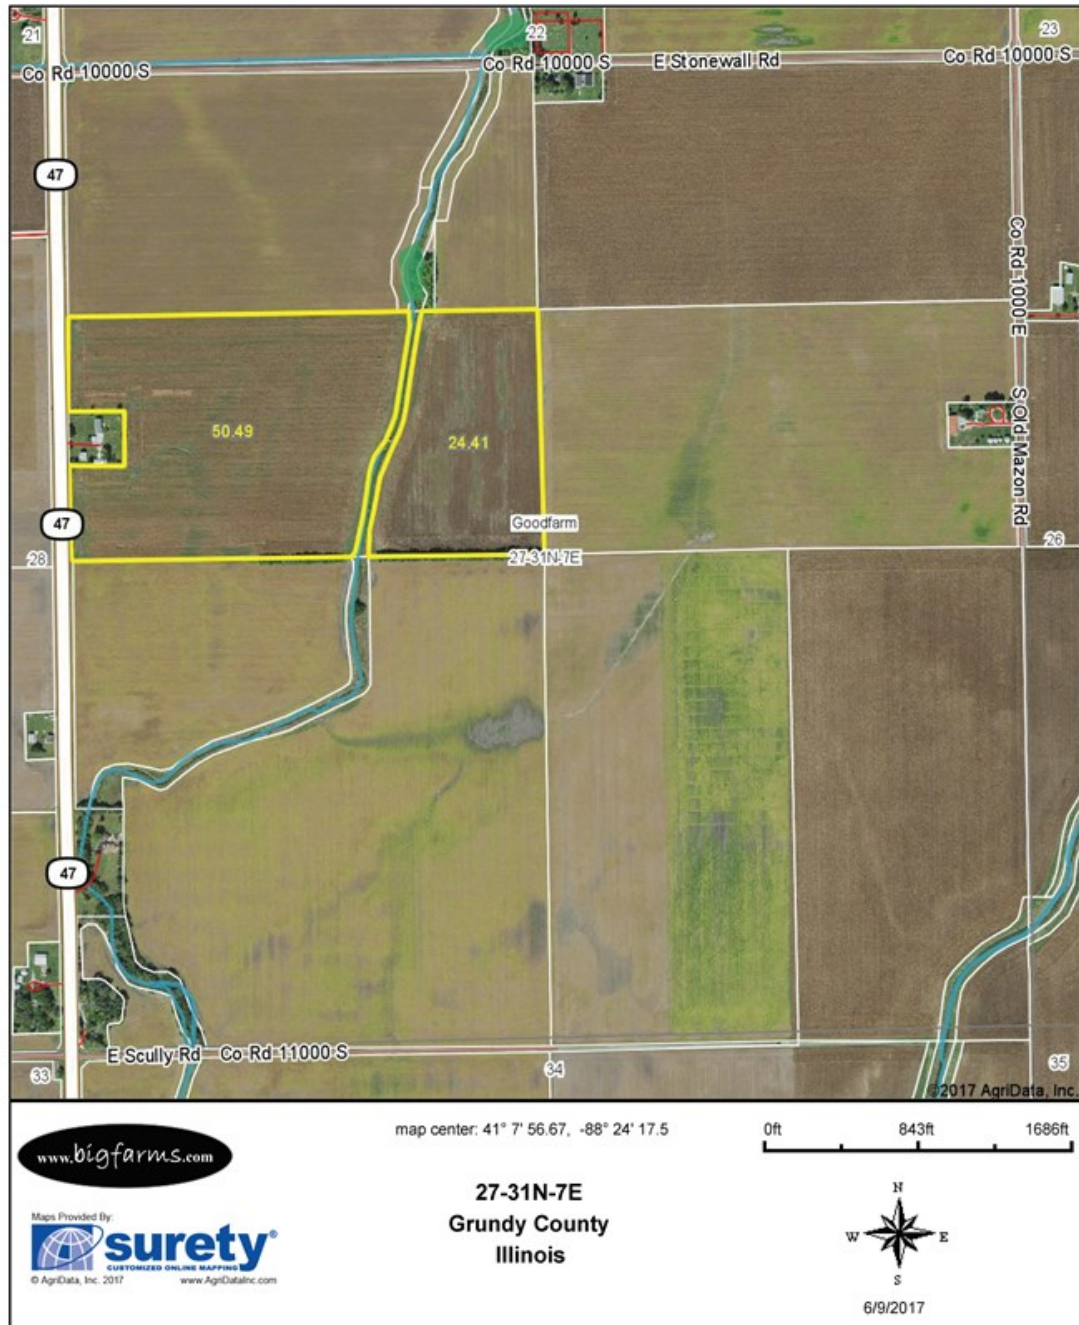 21
22
23
Co Rd 10000 S
Co Rd 10000 S
E Stonewall Rd
Co Rd 10000 S
47
Co Rd 1000 E
S Old Mazon Rd
50.49
24.41
47
Goodfarm
28
27-31N-7E
26
47
E Scully Rd
Co Rd 11000 S
33
34
35
©2017 AgriData, Inc.
www.bigfarms.com
map center: 41° 7' 56.67, -88° 24' 17.5
0ft 843ft 1686ft
27-31N-7E
Grundy County
Illinois
Maps Provided By:
surety®
CUSTOMIZED ONLINE MAPPING
© AgriData, Inc. 2017 www.AgriDataInc.com
N
W E
S
6/9/2017